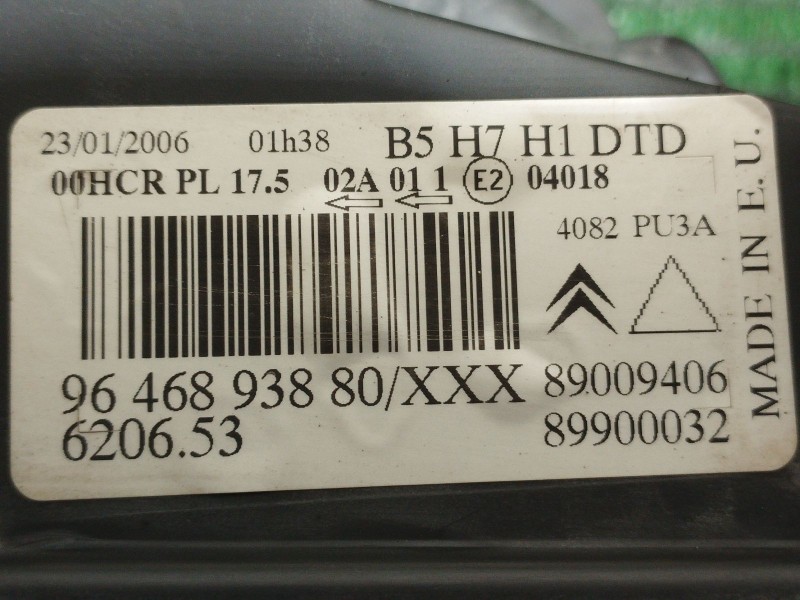 23/01/2006 01h38 B5 H7 H1 DTD
00HCR PL 17.5 02A 01 1 E2 04018
4082 PU3A
96 468 938 80/XXX 89009406
6206.53 89900032
MADE IN E.U.